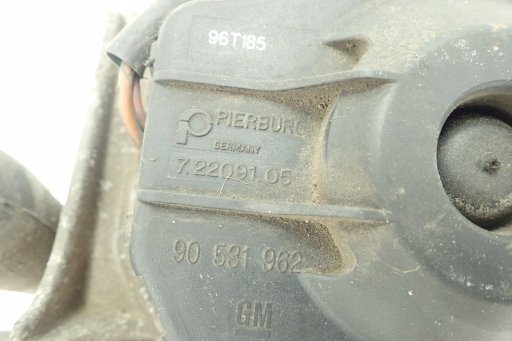 96T185
PIERBURG
GERMANY
7.22091.05
90 531 962
GM